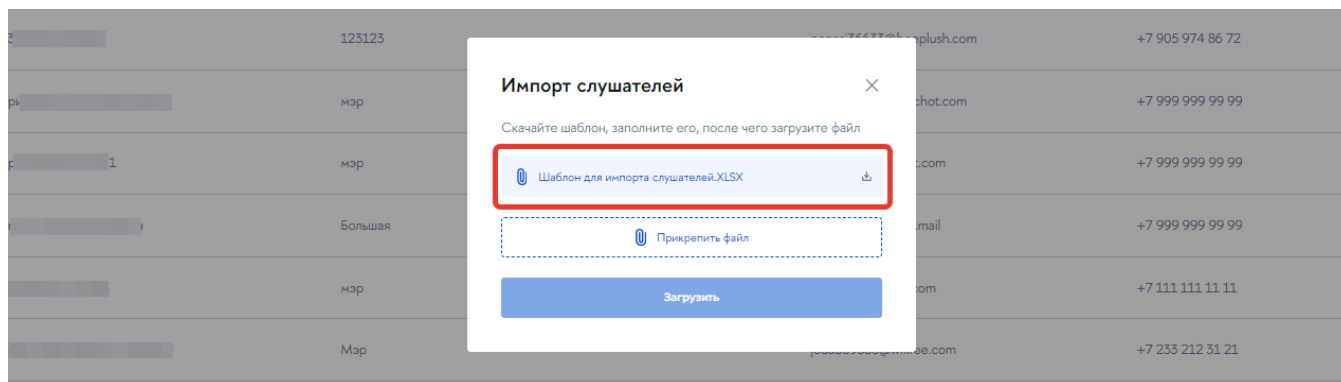 123123 +7 905 974 86 72
мэр +7 999 999 99 99
Импорт слушателей
Скачайте шаблон, заполните его, после чего загрузите файл
1 мэр .com +7 999 999 99 99
Шаблон для импорта слушателей.XLSX
Большая .mail +7 999 999 99 99
Прикрепить файл
мэр +7 111 111 11 11
Загрузить
Мэр +7 233 212 31 21